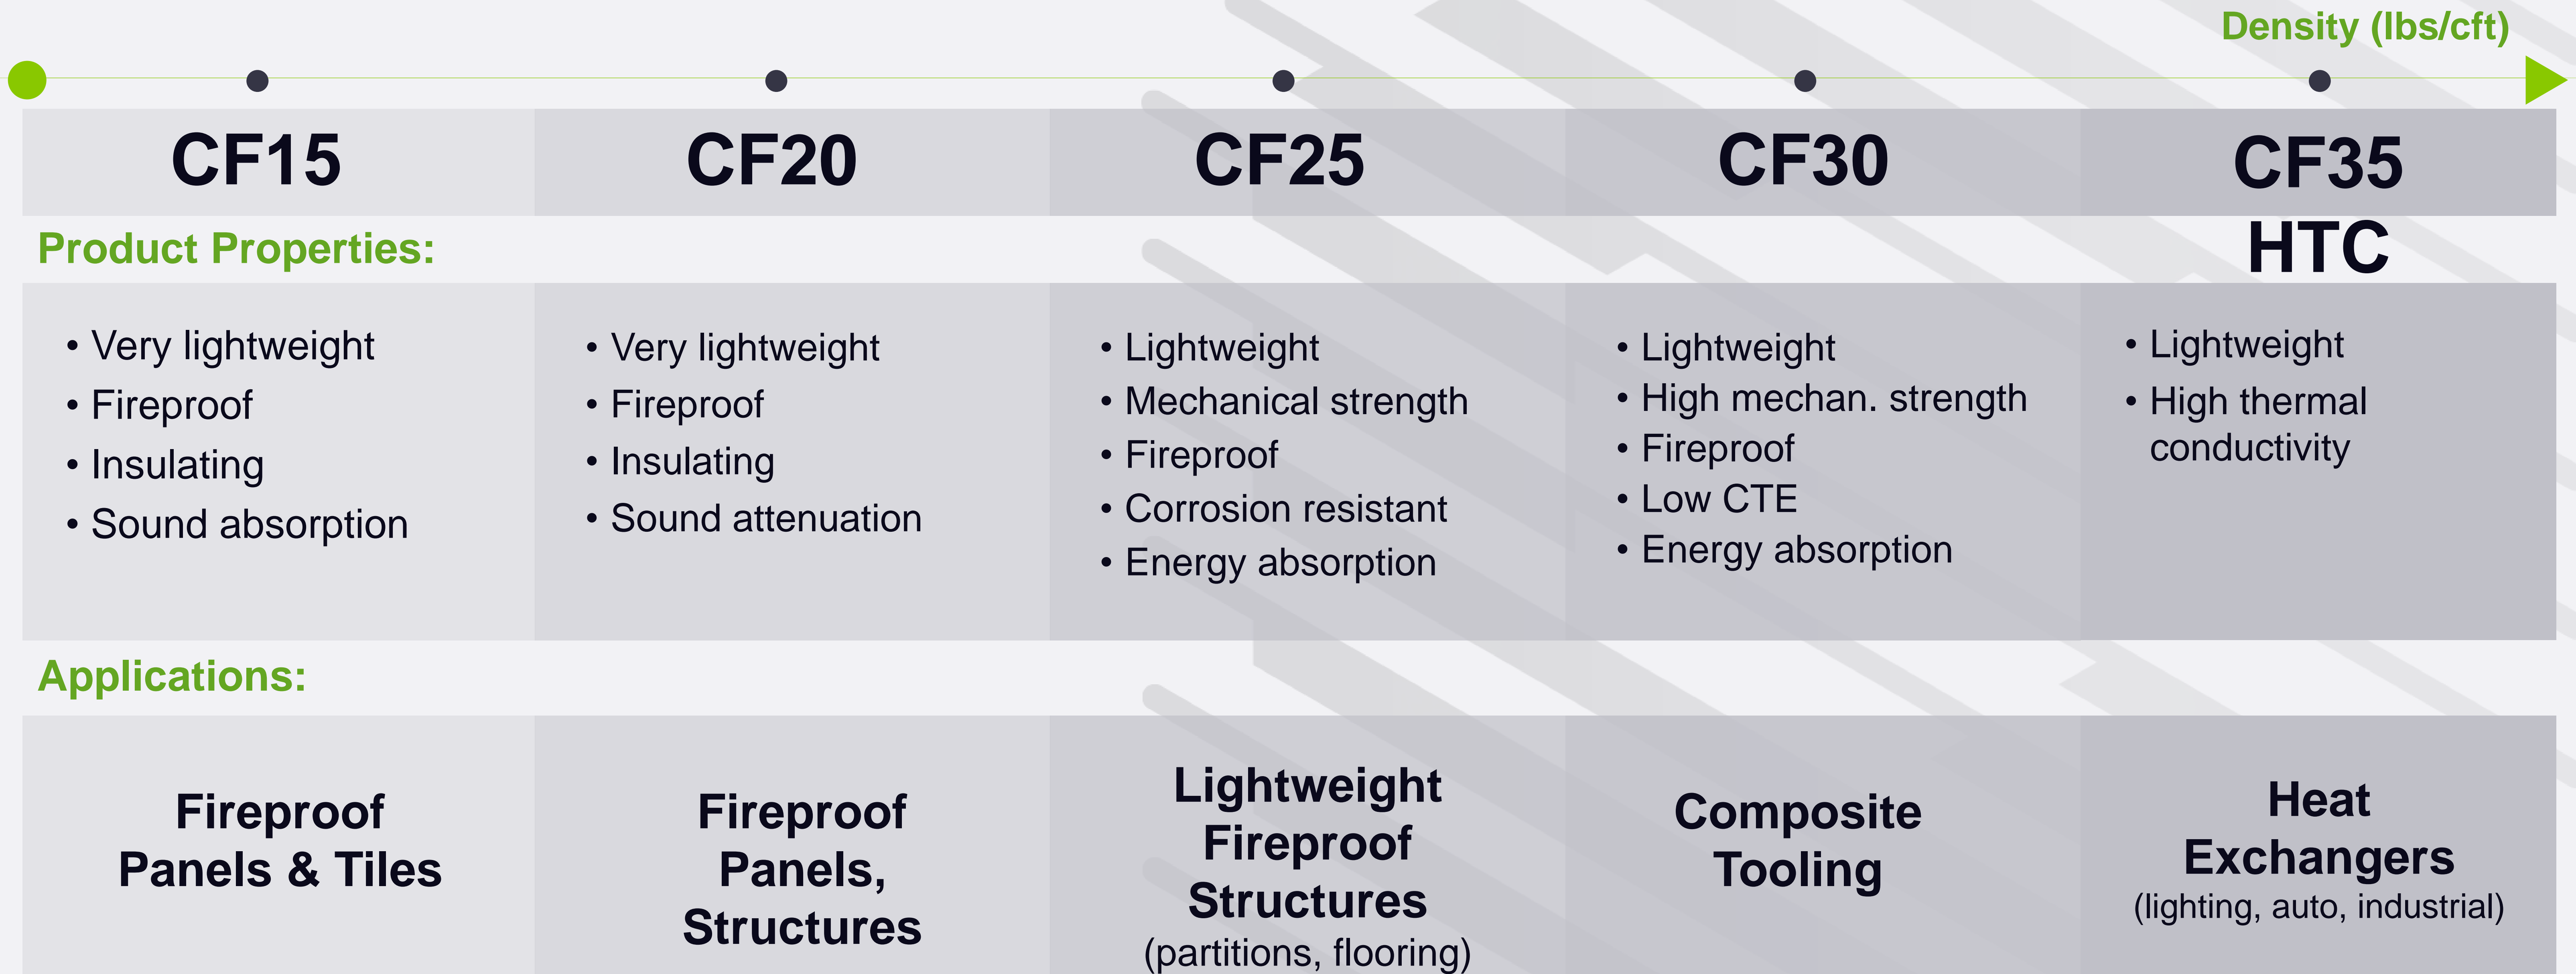 Density (lbs/cft)
CF15
CF20
CF25
CF30
CF35
HTC
Product Properties:
• Very lightweight
• Fireproof
• Insulating
• Sound absorption
• Very lightweight
• Fireproof
• Insulating
• Sound attenuation
• Lightweight
• Mechanical strength
• Fireproof
• Corrosion resistant
• Energy absorption
• Lightweight
• High mechan. strength
• Fireproof
• Low CTE
• Energy absorption
• Lightweight
• High thermal
conductivity
Applications:
Fireproof
Panels & Tiles
Fireproof
Panels,
Structures
Lightweight
Fireproof
Structures
(partitions, flooring)
Composite
Tooling
Heat
Exchangers
(lighting, auto, industrial)